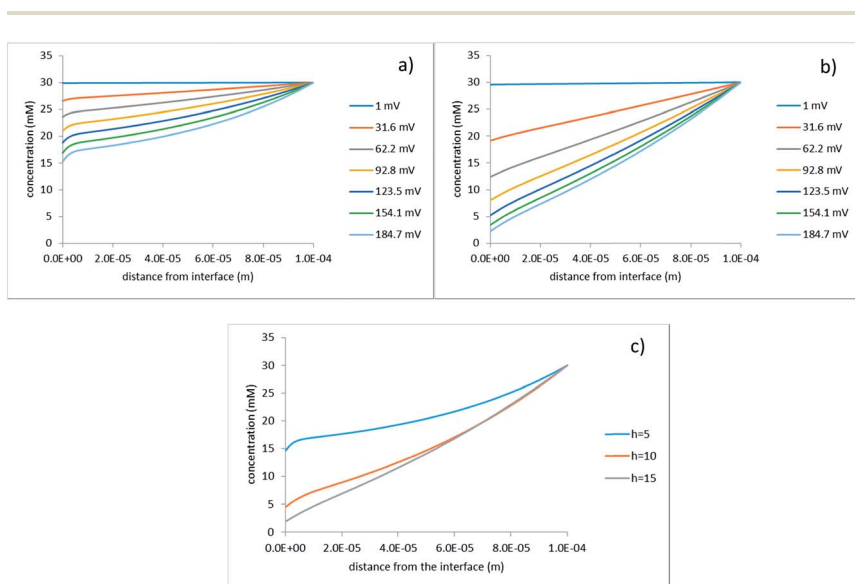 a)
35
30
25
20
15
10
5
0
concentration (mM)
0.0E+00 2.0E-05 4.0E-05 6.0E-05 8.0E-05 1.0E-04
distance from interface (m)
1 mV
31.6 mV
62.2 mV
92.8 mV
123.5 mV
154.1 mV
184.7 mV
b)
35
30
25
20
15
10
5
0
concentration (mM)
0.0E+00 2.0E-05 4.0E-05 6.0E-05 8.0E-05 1.0E-04
distance from interface (m)
1 mV
31.6 mV
62.2 mV
92.8 mV
123.5 mV
154.1 mV
184.7 mV
c)
35
30
25
20
15
10
5
0
concentration (mM)
0.0E+00 2.0E-05 4.0E-05 6.0E-05 8.0E-05 1.0E-04
distance from the interface (m)
h=5
h=10
h=15